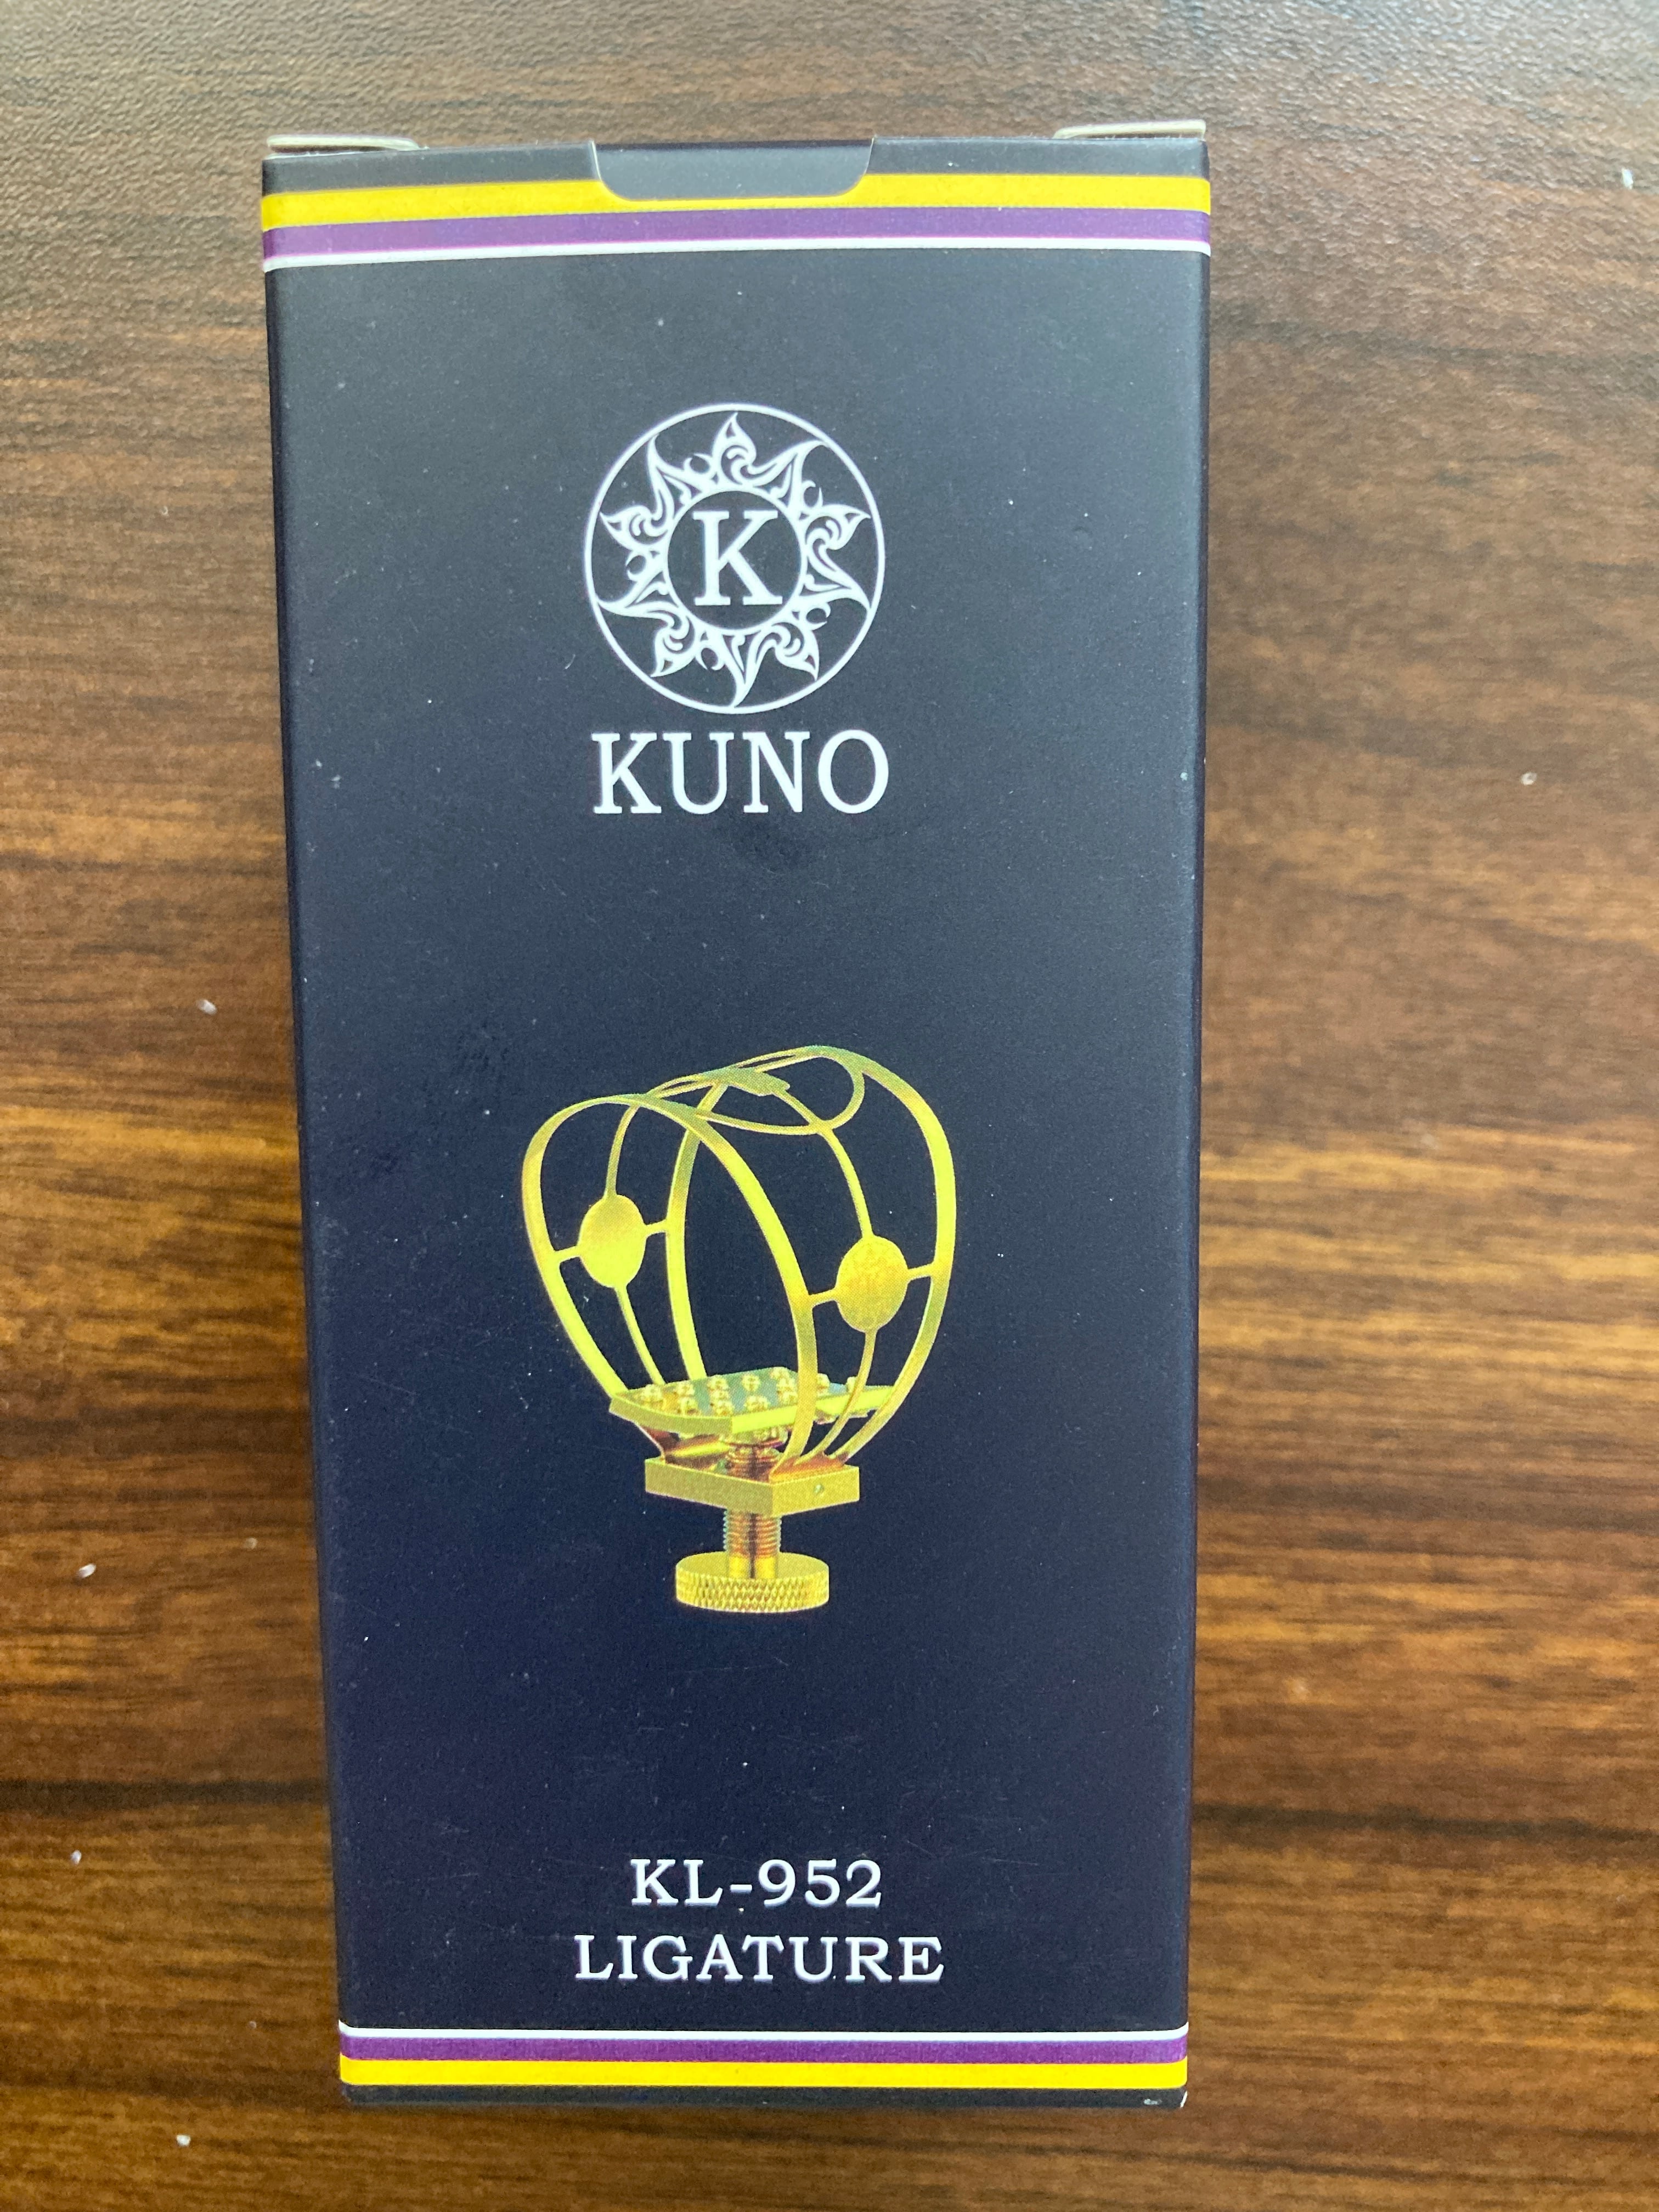 K
KUNO
KL-952
LIGATURE